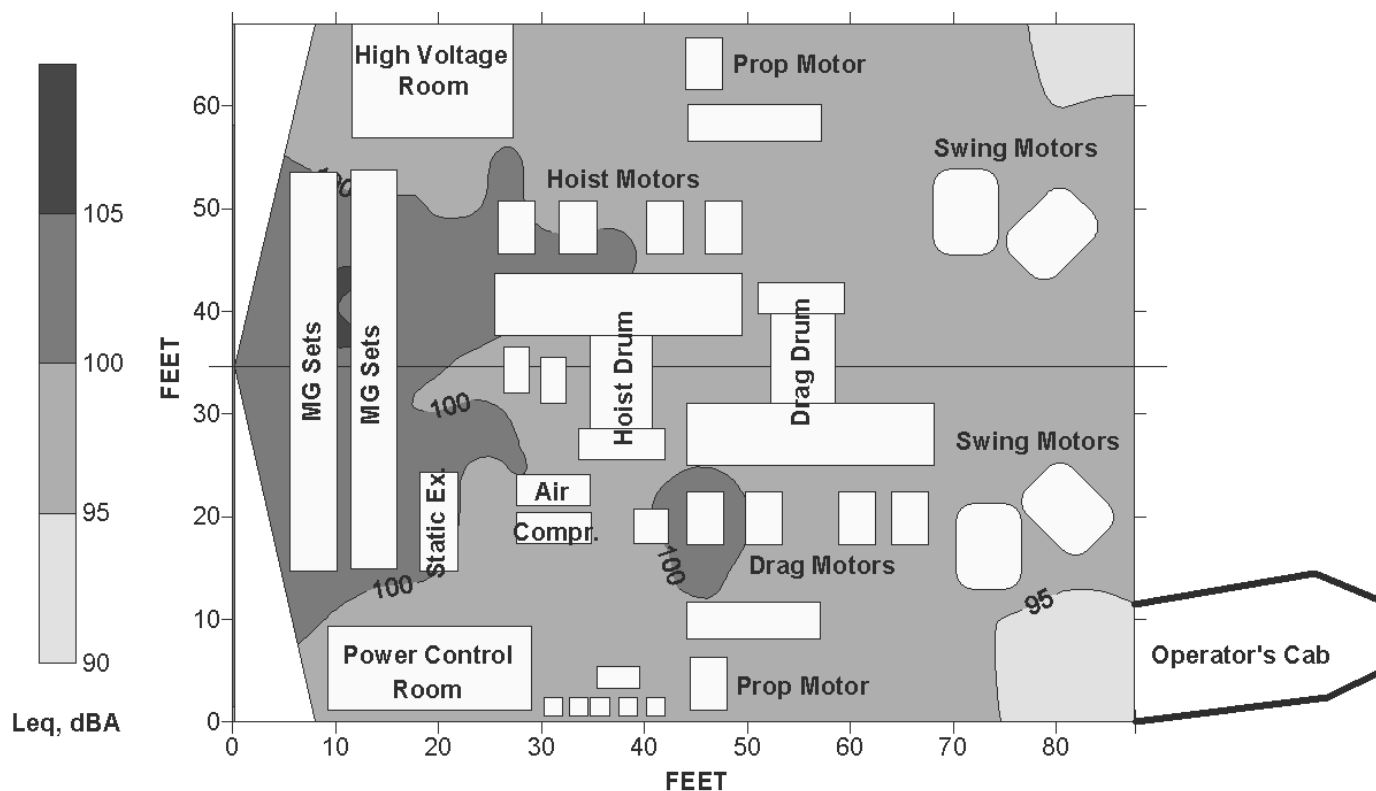 High Voltage
Room
Prop Motor
Swing Motors
Hoist Motors
MG Sets
MG Sets
Hoist Drum
Drag Drum
100
Swing Motors
Static Ex.
Air
Compr.
100
Drag Motors
100
95
Power Control
Room
Prop Motor
Operator's Cab
105
100
95
90
Leq, dBA
FEET
60
50
40
30
20
10
0
0
10
20
30
40
50
60
70
80
FEET